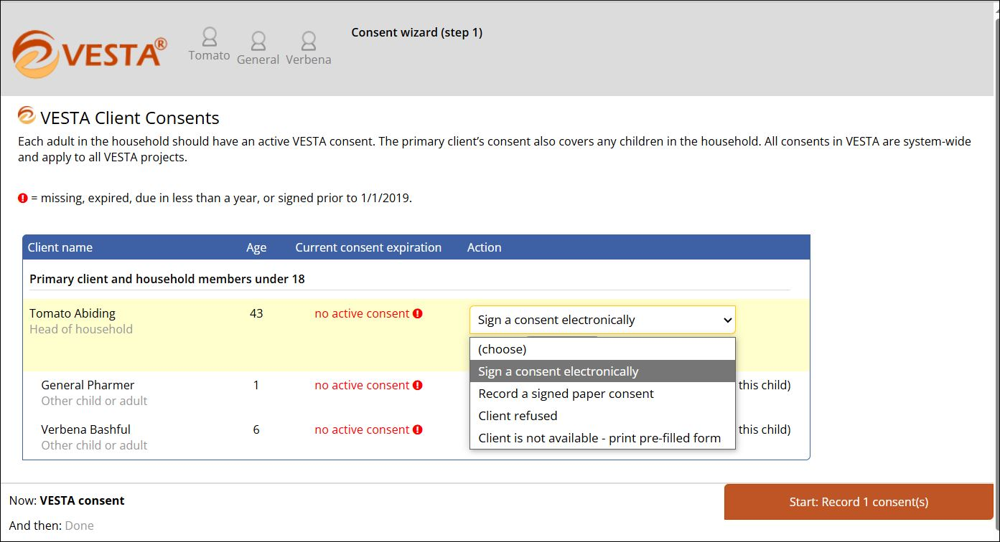 VESTA®
Tomato
General
Verbena
Consent wizard (step 1)
VESTA Client Consents
Each adult in the household should have an active VESTA consent. The primary client’s consent also covers any children in the household. All consents in VESTA are system-wide
and apply to all VESTA projects.
! = missing, expired, due in less than a year, or signed prior to 1/1/2019.
Client name Age Current consent expiration Action
Primary client and household members under 18
Tomato Abiding 43 no active consent ! Sign a consent electronically
Head of household
(choose)
Sign a consent electronically
General Pharmer 1 no active consent ! this child)
Other child or adult
Record a signed paper consent
Client refused
Verbena Bashful 6 no active consent ! this child)
Other child or adult
Client is not available - print pre-filled form
Now: VESTA consent
And then: Done
Start: Record 1 consent(s)